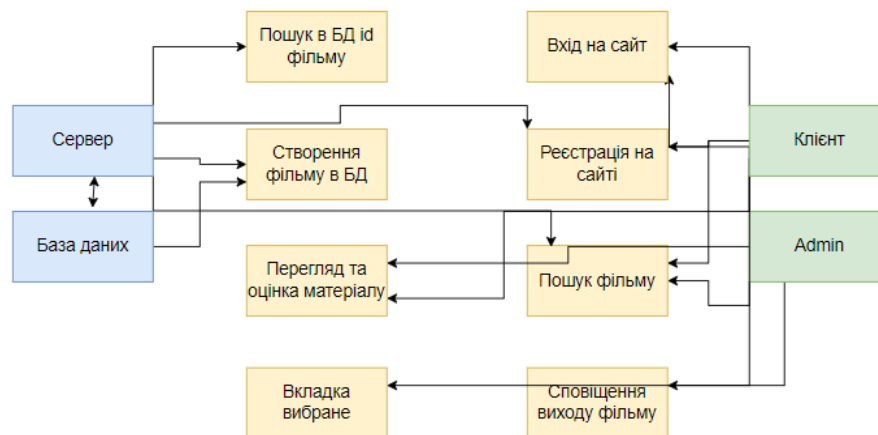 Пошук в БД id
фільму
Вхід на сайт
Сервер
Створення
фільму в БД
Реєстрація на
сайті
Клієнт
База даних
Перегляд та
оцінка матеріалу
Пошук фільму
Admin
Вкладка
вибране
Сповіщення
виходу фільму